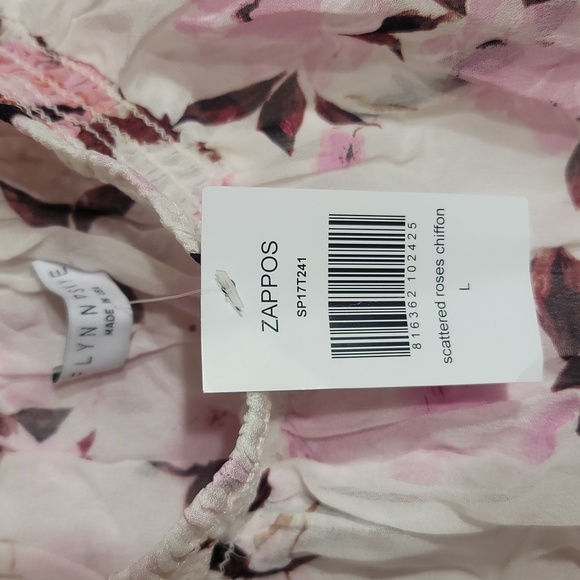 ZAPPOS
SP17T241
816362 102425
scattered roses chiffon
L
LYNN
MADE IN